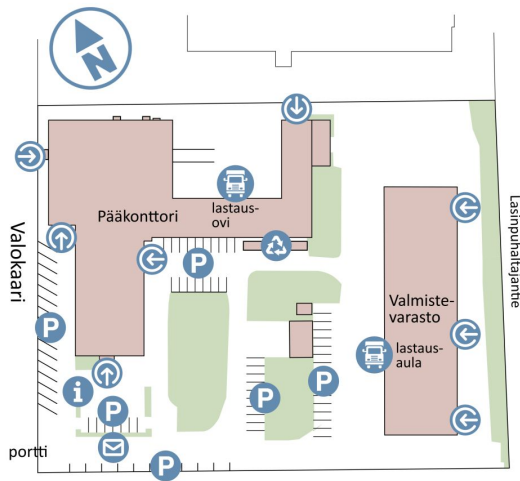 N
Pääkonttori
lastaus-
ovi
Valokaari
Lasinpuhaltajantie
P
P
Valmiste-
varasto
lastaus-
aula
i
P
P
P
portti
P